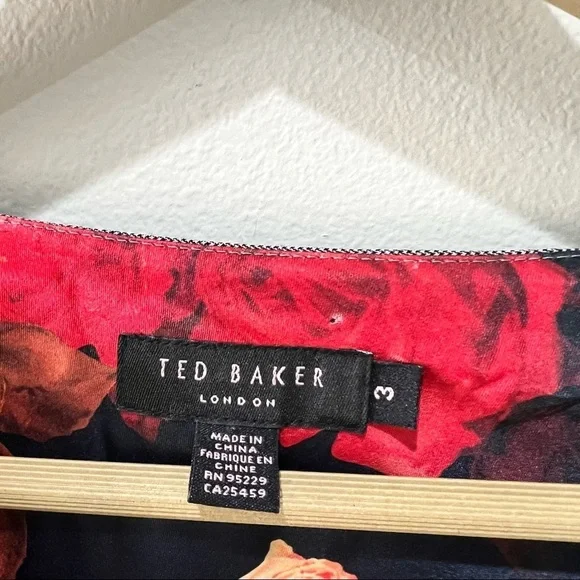 TED BAKER
LONDON
3
MADE IN
CHINA
FABRIQUE EN
CHINE
RN 95229
CA25459